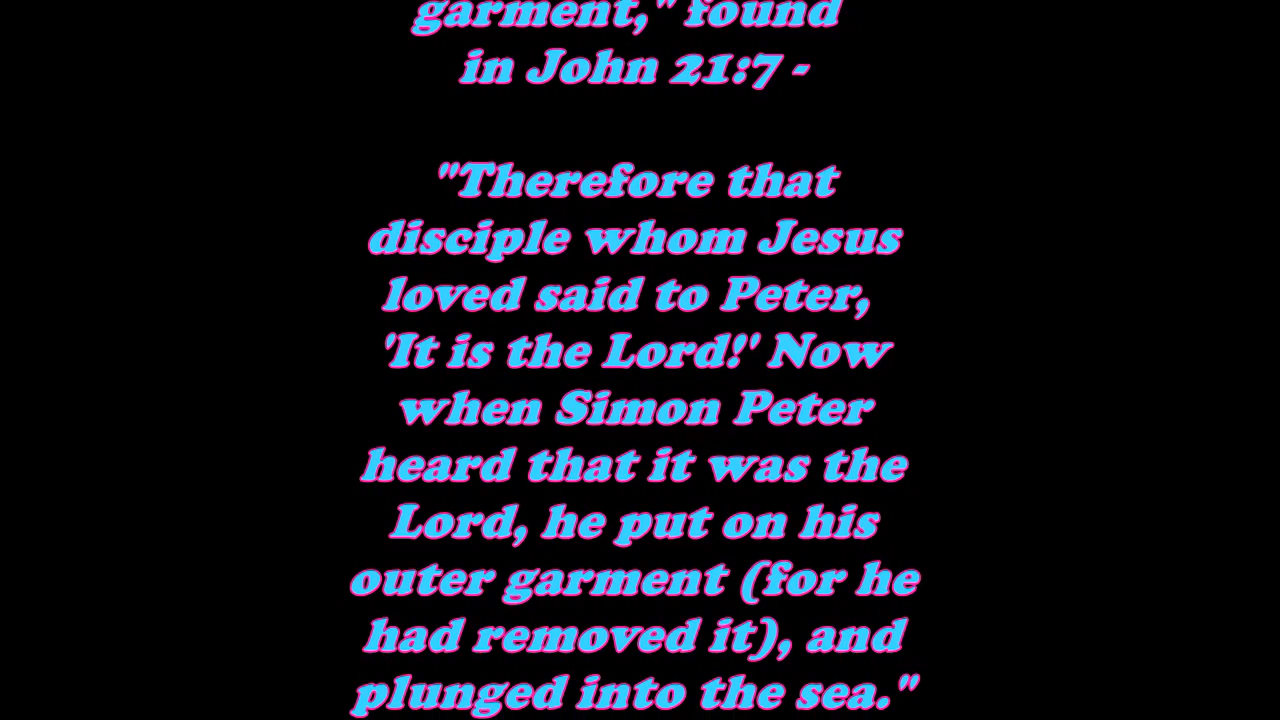 garment," found
in John 21:7 -
"Therefore that
disciple whom Jesus
loved said to Peter,
'It is the Lord!' Now
when Simon Peter
heard that it was the
Lord, he put on his
outer garment (for he
had removed it), and
plunged into the sea."